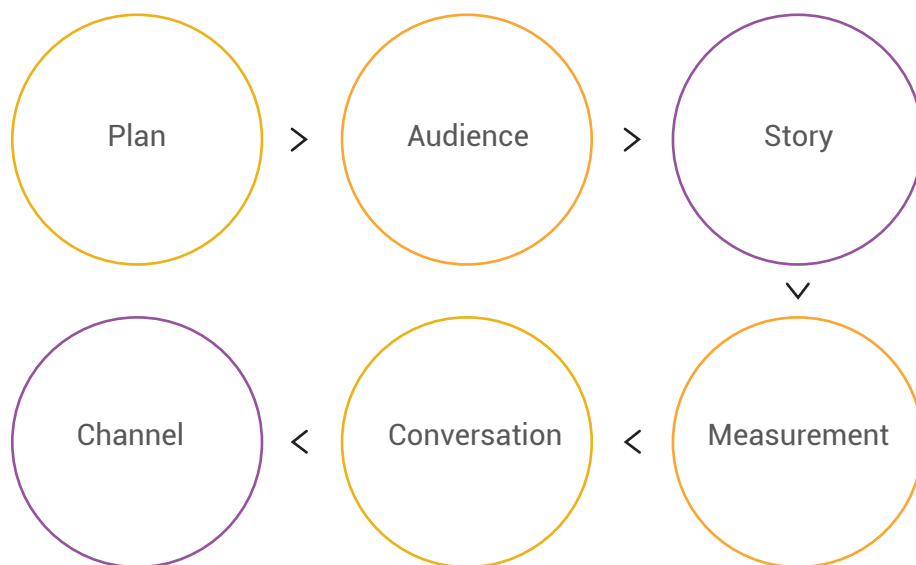 Plan
Audience
Story
Measurement
Conversation
Channel